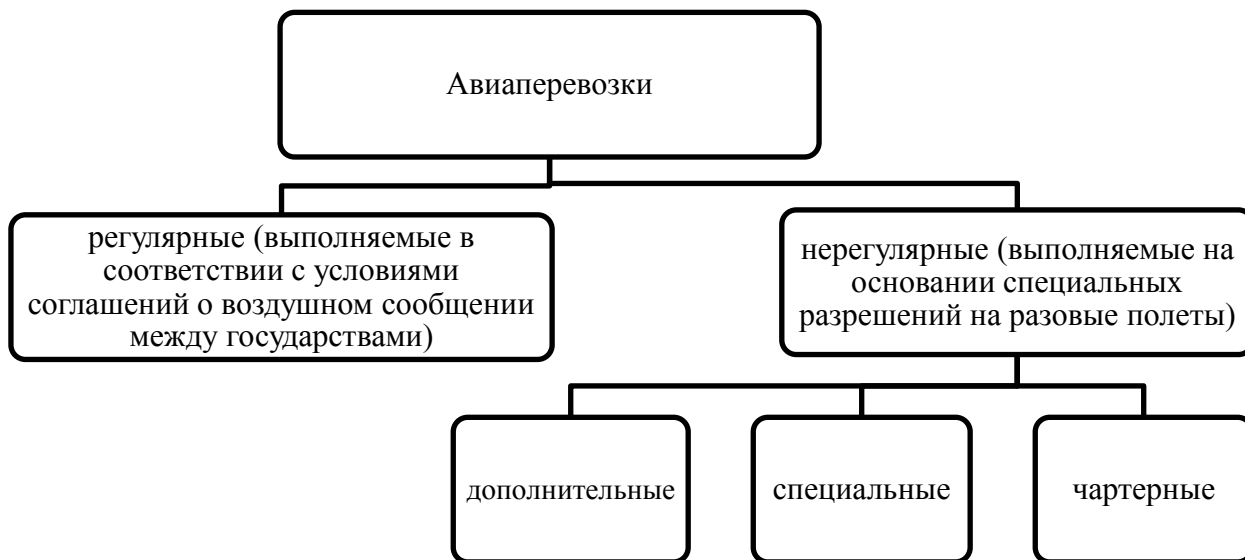 Авиаперевозки
регулярные (выполняемые в
соответствии с условиями
соглашений о воздушном сообщении
между государствами)
нерегулярные (выполняемые на
основании специальных
разрешений на разовые полеты)
дополнительные
специальные
чартерные